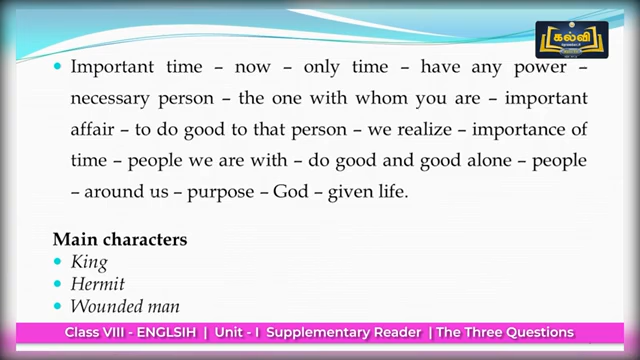 கல்வி
Important time – now – only time – have any power –
necessary person – the one with whom you are – important
affair – to do good to that person – we realize – importance of
time – people we are with – do good and good alone – people
– around us – purpose – God – given life.
Main characters
King
Hermit
Wounded man
Class VIII - ENGLSIH | Unit - I Supplementary Reader | The Three Questions